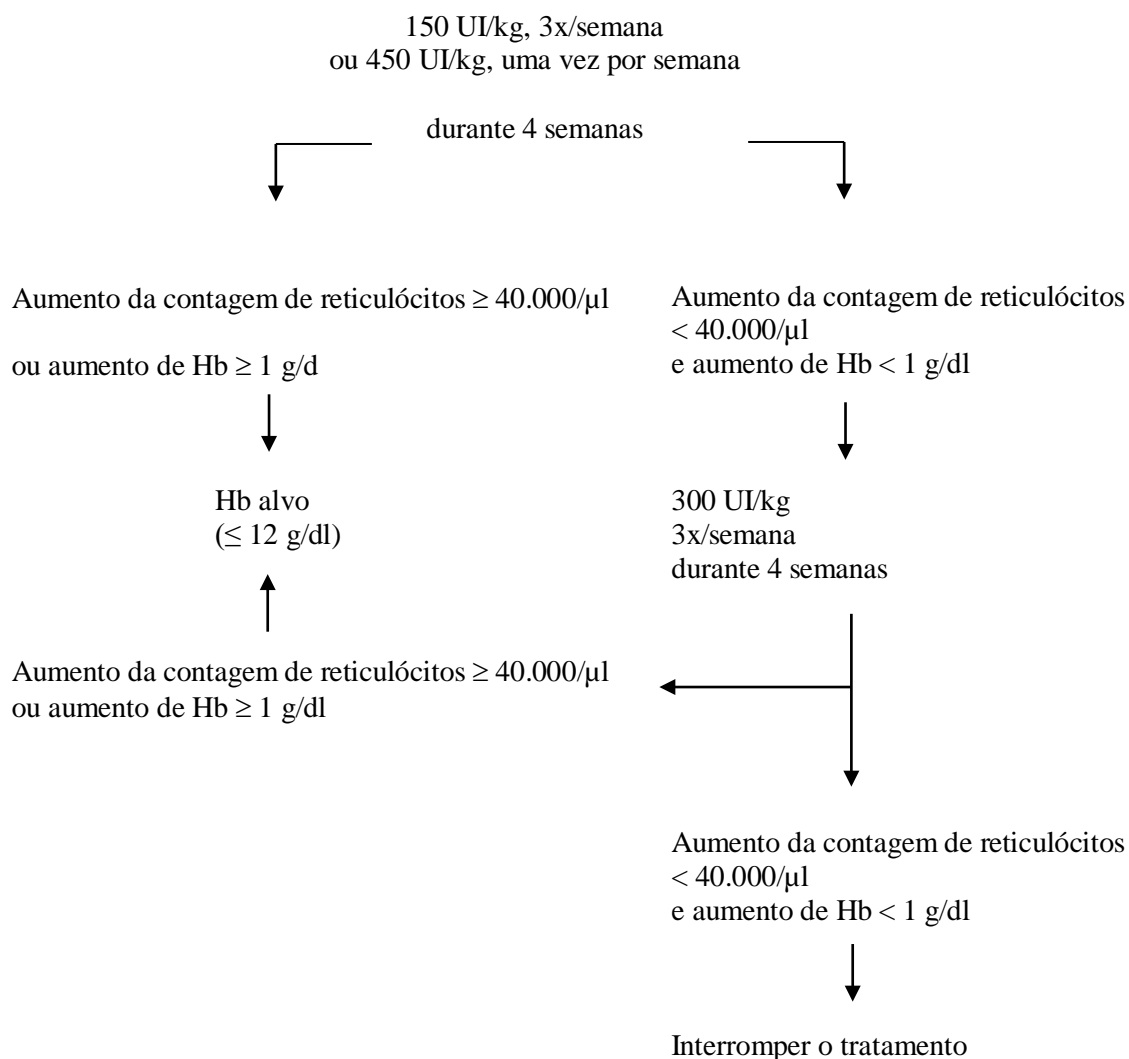 150 UI/kg, 3x/semana
ou 450 UI/kg, uma vez por semana
durante 4 semanas
Aumento da contagem de reticulócitos ≥ 40.000/µl
ou aumento de Hb ≥ 1 g/d
Aumento da contagem de reticulócitos
< 40.000/µl
e aumento de Hb < 1 g/dl
Hb alvo
(≤ 12 g/dl)
300 UI/kg
3x/semana
durante 4 semanas
Aumento da contagem de reticulócitos ≥ 40.000/µl
ou aumento de Hb ≥ 1 g/dl
Aumento da contagem de reticulócitos
< 40.000/µl
e aumento de Hb < 1 g/dl
Interromper o tratamento